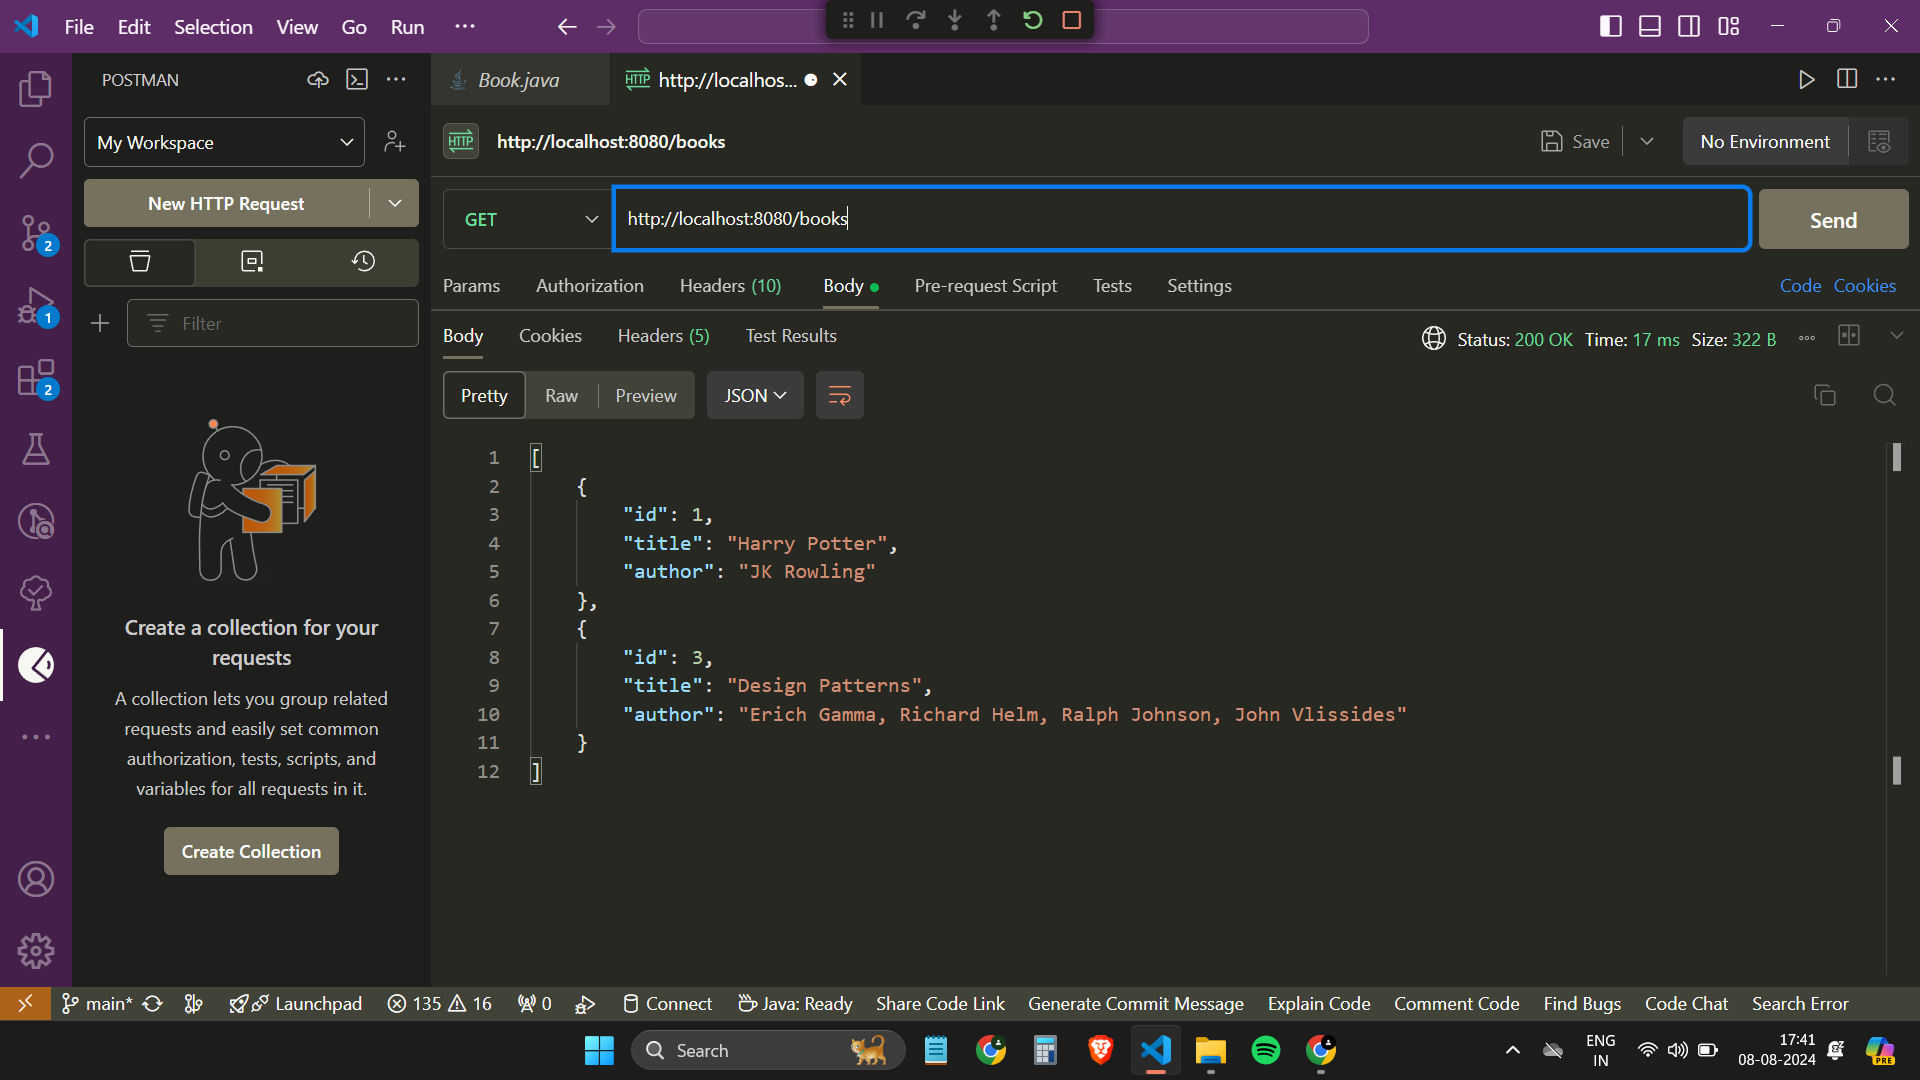 File Edit Selection View Go Run ...
POSTMAN
Book.java
http://localhos...
My Workspace
http://localhost:8080/books
Save
No Environment
New HTTP Request
GET
http://localhost:8080/books
Send
2
1
2
Params Authorization Headers (10) Body Pre-request Script Tests Settings
Code Cookies
Filter
Body Cookies Headers (5) Test Results
Status: 200 OK Time: 17 ms Size: 322 B
Pretty Raw Preview JSON
1 [
2 {
3 "id": 1,
4 "title": "Harry Potter",
5 "author": "JK Rowling"
6 },
7 {
8 "id": 3,
9 "title": "Design Patterns",
10 "author": "Erich Gamma, Richard Helm, Ralph Johnson, John Vlissides"
11 }
12 ]
Create a collection for your
requests
A collection lets you group related
requests and easily set common
authorization, tests, scripts, and
variables for all requests in it.
Create Collection
main* Launchpad 135 16 0 Connect Java: Ready Share Code Link Generate Commit Message Explain Code Comment Code Find Bugs Code Chat Search Error
Search
ENG
IN
17:41
08-08-2024
PRE